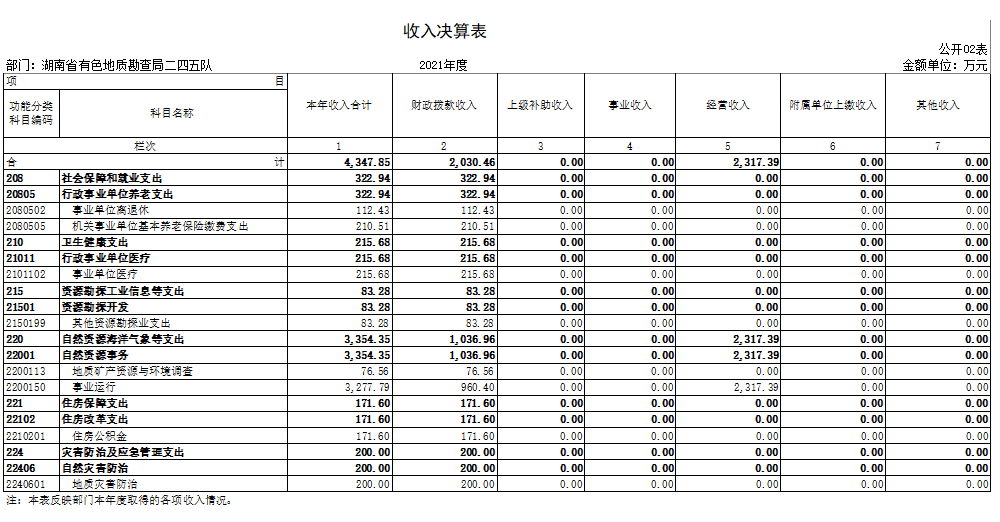 收入决算表
公开02表
部门：湖南省有色地质勘查局二四五队 2021年度 金额单位：万元
项 目 本年收入合计 财政拨款收入 上级补助收入 事业收入 经营收入 附属单位上缴收入 其他收入
功能分类科目编码 科目名称
栏次 1 2 3 4 5 6 7
合 计 4,347.85 2,030.46 0.00 0.00 2,317.39 0.00 0.00
208 社会保障和就业支出 322.94 322.94 0.00 0.00 0.00 0.00 0.00
20805 行政事业单位养老支出 322.94 322.94 0.00 0.00 0.00 0.00 0.00
2080502 事业单位离退休 112.43 112.43 0.00 0.00 0.00 0.00 0.00
2080505 机关事业单位基本养老保险缴费支出 210.51 210.51 0.00 0.00 0.00 0.00 0.00
210 卫生健康支出 215.68 215.68 0.00 0.00 0.00 0.00 0.00
21011 行政事业单位医疗 215.68 215.68 0.00 0.00 0.00 0.00 0.00
2101102 事业单位医疗 215.68 215.68 0.00 0.00 0.00 0.00 0.00
215 资源勘探工业信息等支出 83.28 83.28 0.00 0.00 0.00 0.00 0.00
21501 资源勘探开发 83.28 83.28 0.00 0.00 0.00 0.00 0.00
2150199 其他资源勘探业支出 83.28 83.28 0.00 0.00 0.00 0.00 0.00
220 自然资源海洋气象等支出 3,354.35 1,036.96 0.00 0.00 2,317.39 0.00 0.00
22001 自然资源事务 3,354.35 1,036.96 0.00 0.00 2,317.39 0.00 0.00
2200113 地质矿产资源与环境调查 76.56 76.56 0.00 0.00 0.00 0.00 0.00
2200150 事业运行 3,277.79 960.40 0.00 0.00 2,317.39 0.00 0.00
221 住房保障支出 171.60 171.60 0.00 0.00 0.00 0.00 0.00
22102 住房改革支出 171.60 171.60 0.00 0.00 0.00 0.00 0.00
2210201 住房公积金 171.60 171.60 0.00 0.00 0.00 0.00 0.00
224 灾害防治及应急管理支出 200.00 200.00 0.00 0.00 0.00 0.00 0.00
22406 自然灾害防治 200.00 200.00 0.00 0.00 0.00 0.00 0.00
2240601 地质灾害防治 200.00 200.00 0.00 0.00 0.00 0.00 0.00
注：本表反映部门本年度取得的各项收入情况。